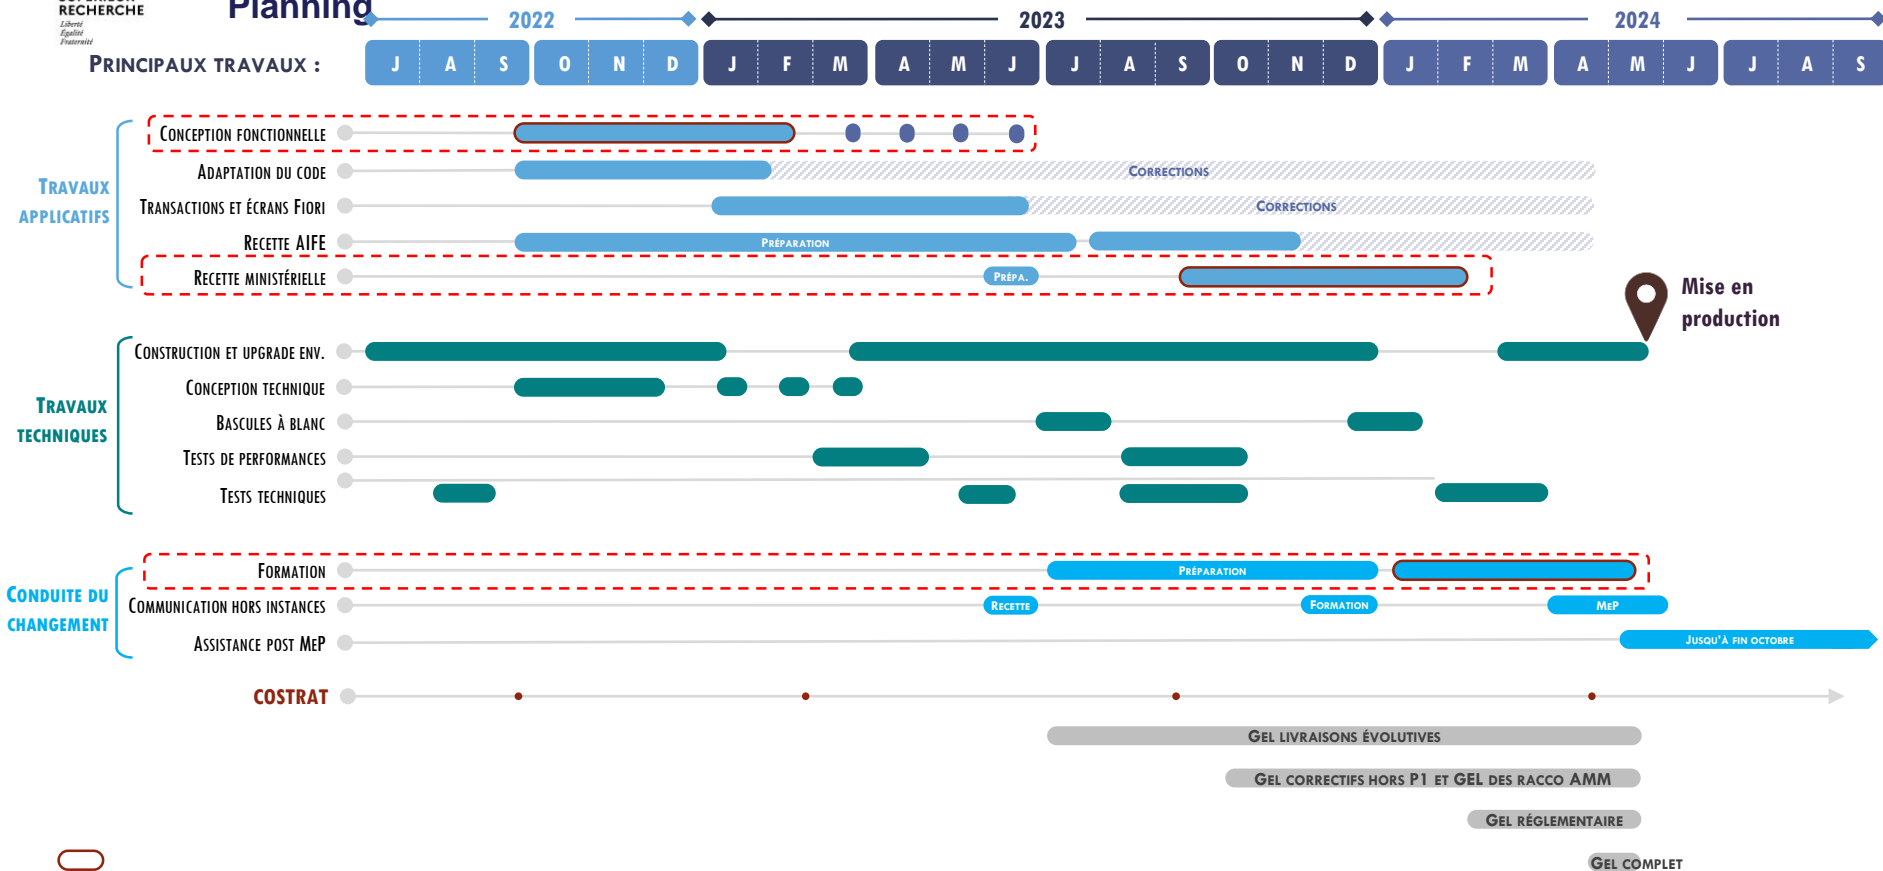 RECHERCHE
Liberté
Égalité
Fraternité
Planning
2022
2023
2024
PRINCIPAUX TRAVAUX :
J A S O N D J F M A M J J A S O N D J F M A M J J A S
TRAVAUX
APPLICATIFS
CONCEPTION FONCTIONNELLE
ADAPTATION DU CODE
CORRECTIONS
TRANSACTIONS ET ÉCRANS FIORI
CORRECTIONS
RECETTE AIFE
PRÉPARATION
RECETTE MINISTÉRIELLE
PRÉPA.
Mise en
production
TRAVAUX
TECHNIQUES
CONSTRUCTION ET UPGRADE ENV.
CONCEPTION TECHNIQUE
BASCULES À BLANC
TESTS DE PERFORMANCES
TESTS TECHNIQUES
CONDUITE DU
CHANGEMENT
FORMATION
PRÉPARATION
COMMUNICATION HORS INSTANCES
RECETTE
FORMATION
MEP
ASSISTANCE POST MEP
JUSQU'À FIN OCTOBRE
COSTRAT
GEL LIVRAISONS ÉVOLUTIVES
GEL CORRECTIFS HORS P1 ET GEL DES RACCO AMM
GEL RÉGLEMENTAIRE
GEL COMPLET